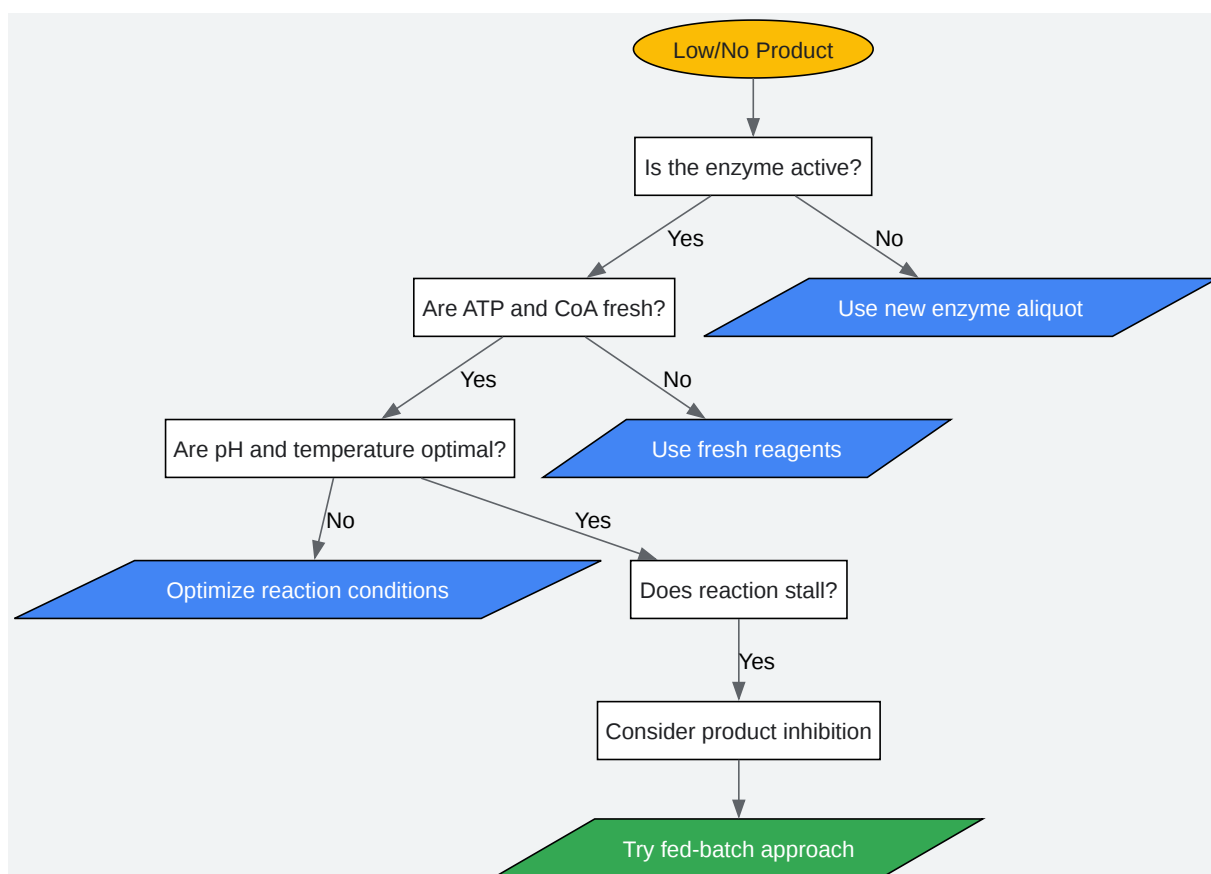 Low/No Product
Is the enzyme active?
Yes
No
Are ATP and CoA fresh?
Use new enzyme aliquot
Yes
No
Are pH and temperature optimal?
Use fresh reagents
No
Yes
Optimize reaction conditions
Does reaction stall?
Yes
Consider product inhibition
Try fed-batch approach